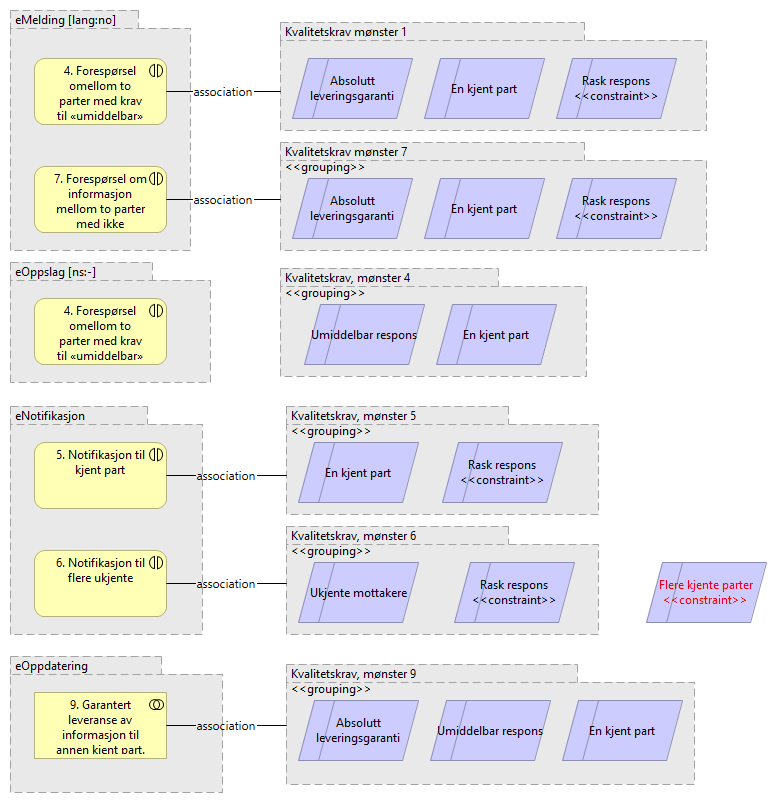 eMelding [lang:no]
4. Forespørsel
omellom to
parter med krav
til «umiddelbar»
association
Kvalitetskrav mønster 1
Absolutt
leveringsgaranti
En kjent part
Rask respons
<<constraint>>
7. Forespørsel om
informasjon
mellom to parter
med ikke
association
Kvalitetskrav mønster 7
<<grouping>>
Absolutt
leveringsgaranti
En kjent part
Rask respons
<<constraint>>
eOppslag [ns:-]
4. Forespørsel
omellom to
parter med krav
til «umiddelbar»
Kvalitetskrav, mønster 4
<<grouping>>
Umiddelbar respons
En kjent part
eNotifikasjon
5. Notifikasjon til
kjent part
association
Kvalitetskrav, mønster 5
<<grouping>>
En kjent part
Rask respons
<<constraint>>
6. Notifikasjon til
flere ukjente
association
Kvalitetskrav, mønster 6
<<grouping>>
Ukjente mottakere
Rask respons
<<constraint>>
Flere kjente parter
<<constraint>>
eOppdatering
9. Garantert
leveranse av
informasjon til
annen kjent part.
association
Kvalitetskrav, mønster 9
<<grouping>>
Absolutt
leveringsgaranti
Umiddelbar respons
En kjent part